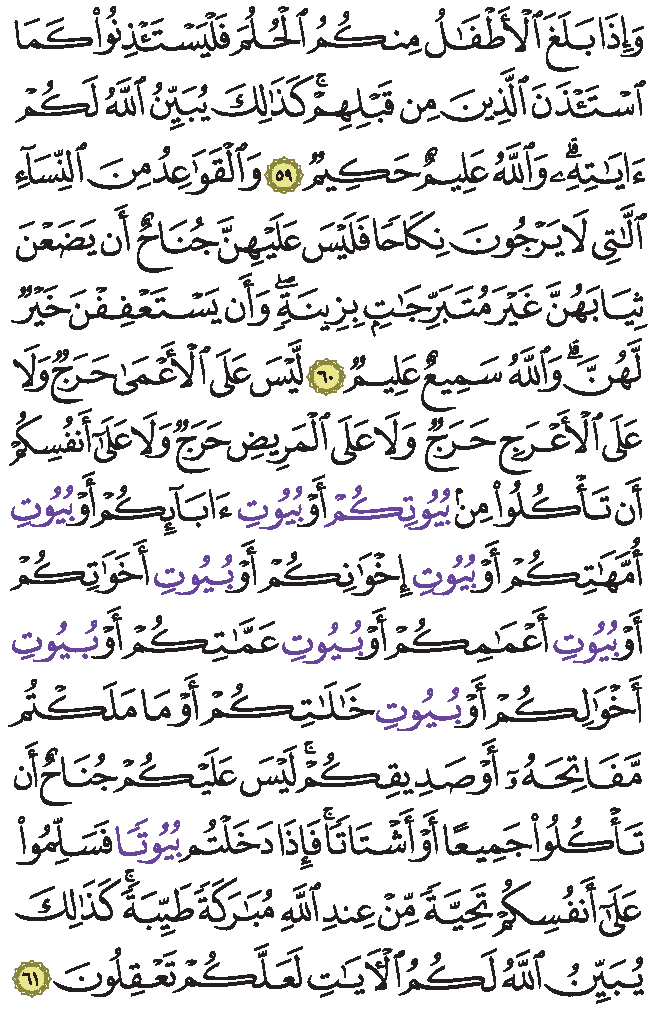 وَإِذَا بَلَغَ ٱلْأَطْفَـٰلُ مِنكُمُ ٱلْحُلُمَ فَلْيَسْتَـْٔذِنُوا۟ كَمَا
ٱسْتَـْٔذَنَ ٱلَّذِينَ مِن قَبْلِهِمْ ۚ كَذَٰلِكَ يُبَيِّنُ ٱللَّهُ لَكُمْ
ءَايَـٰتِهِۦ ۗ وَٱللَّهُ عَلِيمٌ حَكِيمٌ ٥٩ وَٱلْقَوَٰعِدُ مِنَ ٱلنِّسَآءِ
ٱلَّـٰتِى لَا يَرْجُونَ نِكَاحًا فَلَيْسَ عَلَيْهِنَّ جُنَاحٌ أَن يَضَعْنَ
ثِيَابَهُنَّ غَيْرَ مُتَبَرِّجَـٰتٍۭ بِزِينَةٍ ۖ وَأَن يَسْتَعْفِفْنَ خَيْرٌ
لَّهُنَّ ۗ وَٱللَّهُ سَمِيعٌ عَلِيمٌ ٦٠ لَّيْسَ عَلَى ٱلْأَعْمَىٰ حَرَجٌ وَلَا
عَلَى ٱلْأَعْرَجِ حَرَجٌ وَلَا عَلَى ٱلْمَرِيضِ حَرَجٌ وَلَا عَلَىٰٓ أَنفُسِكُمْ
أَن تَأْكُلُوا۟ مِنۢ بُيُوتِكُمْ أَوْ بُيُوتِ ءَابَآئِكُمْ أَوْ بُيُوتِ
أُمَّهَـٰتِكُمْ أَوْ بُيُوتِ إِخْوَٰنِكُمْ أَوْ بُيُوتِ أَخَوَٰتِكُمْ
أَوْ بُيُوتِ أَعْمَـٰمِكُمْ أَوْ بُيُوتِ عَمَّـٰتِكُمْ أَوْ بُيُوتِ
أَخْوَٰلِكُمْ أَوْ بُيُوتِ خَـٰلَـٰتِكُمْ أَوْ مَا مَلَكْتُم
مَّفَاتِحَهُۥٓ أَوْ صَدِيقِكُمْ ۚ لَيْسَ عَلَيْكُمْ جُنَاحٌ أَن
تَأْكُلُوا۟ جَمِيعًا أَوْ أَشْتَاتًا ۚ فَإِذَا دَخَلْتُم بُيُوتًا فَسَلِّمُوا۟
عَلَىٰٓ أَنفُسِكُمْ تَحِيَّةً مِّنْ عِندِ ٱللَّهِ مُبَـٰرَكَةً طَيِّبَةً ۚ كَذَٰلِكَ
يُبَيِّنُ ٱللَّهُ لَكُمُ ٱلْـَٔايَـٰتِ لَعَلَّكُمْ تَعْقِلُونَ ٦١